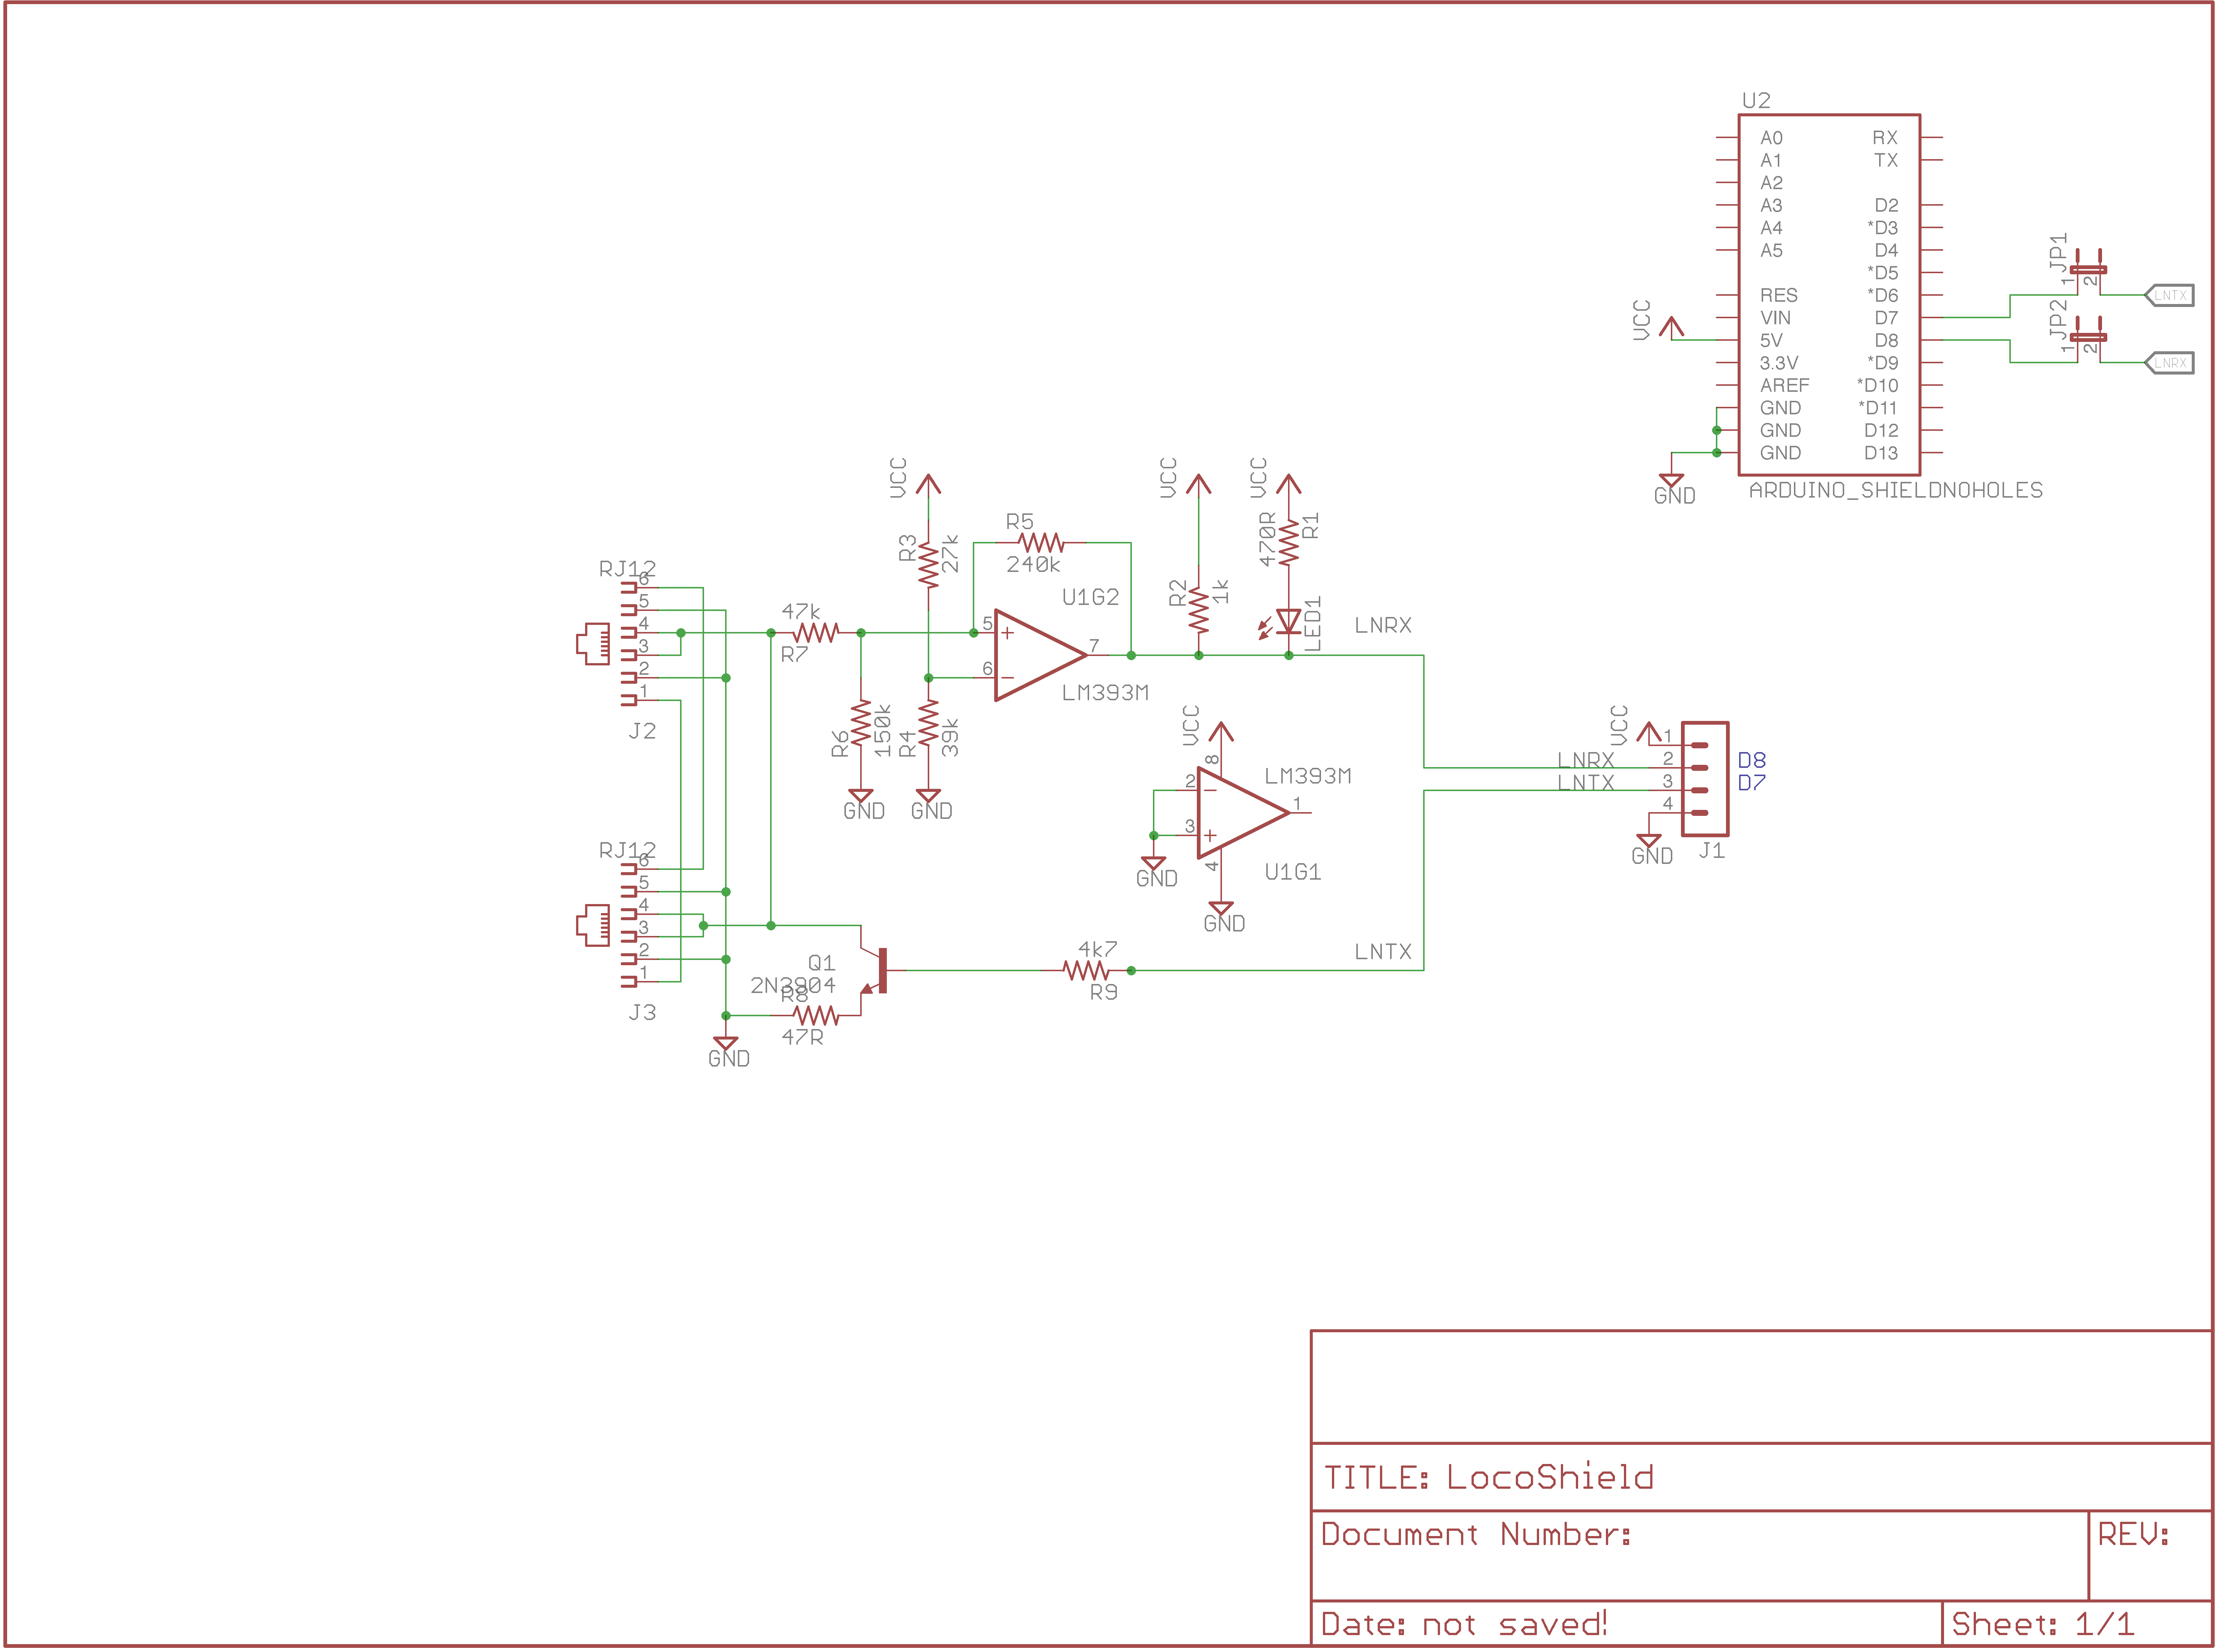 U2
A0 RX
A1 TX
A2
A3 D2
A4 *D3
A5 D4
*D5
RES *D6
VIN D7
5V D8
3.3V *D9
AREF *D10
GND *D11
GND D12
GND D13
ARDUINO_SHIELDNOHOLES
VCC
GND
JP1
1 2
LNTX
JP2
1 2
LNRX
VCC
R3
27k
R5
240k
VCC
R2
1k
VCC
470R
R1
LED1
LNRX
RJ12
6
5
4
3
2
1
J2
47k
R7
U1G2
5
6
7
LM393M
R6
150k
GND
R4
39k
GND
VCC
8
LM393M
2
3
1
4
U1G1
GND
GND
VCC
1
LNRX 2 D8
LNTX 3 D7
4
GND
J1
RJ12
6
5
4
3
2
1
J3
Q1
2N3904
R8
47R
GND
4k7
R9
LNTX
TITLE: LocoShield
Document Number:
REV:
Date: not saved!
Sheet: 1/1